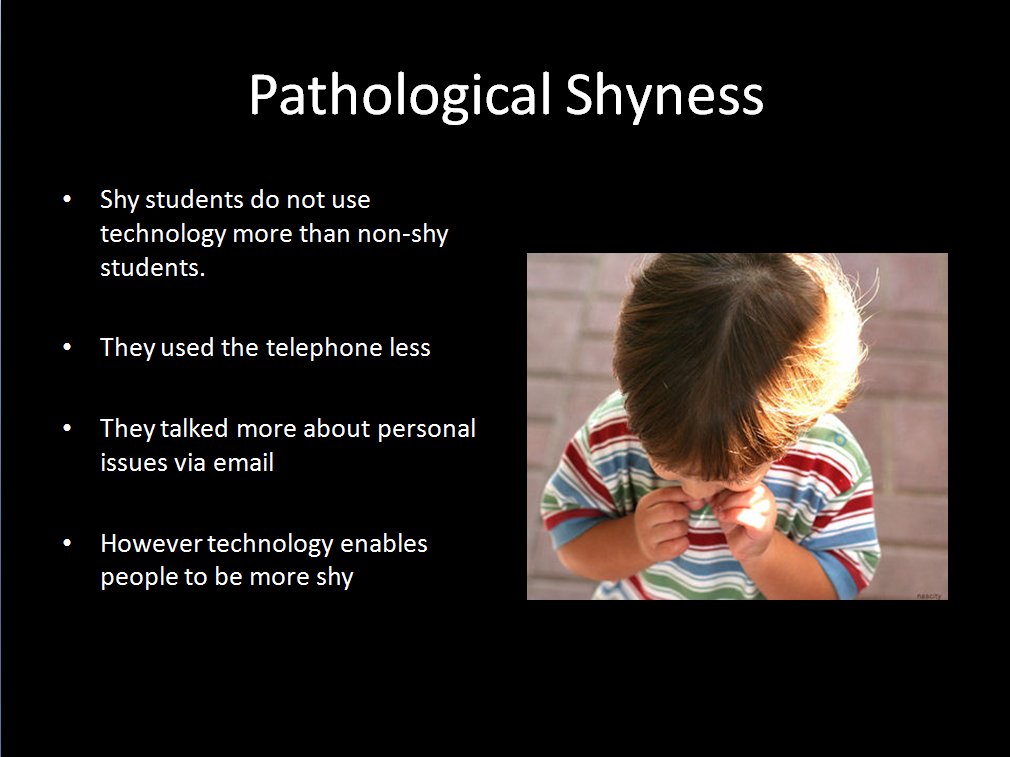 Pathological Shyness
• Shy students do not use
technology more than non-shy
students.
• They used the telephone less
• They talked more about personal
issues via email
• However technology enables
people to be more shy